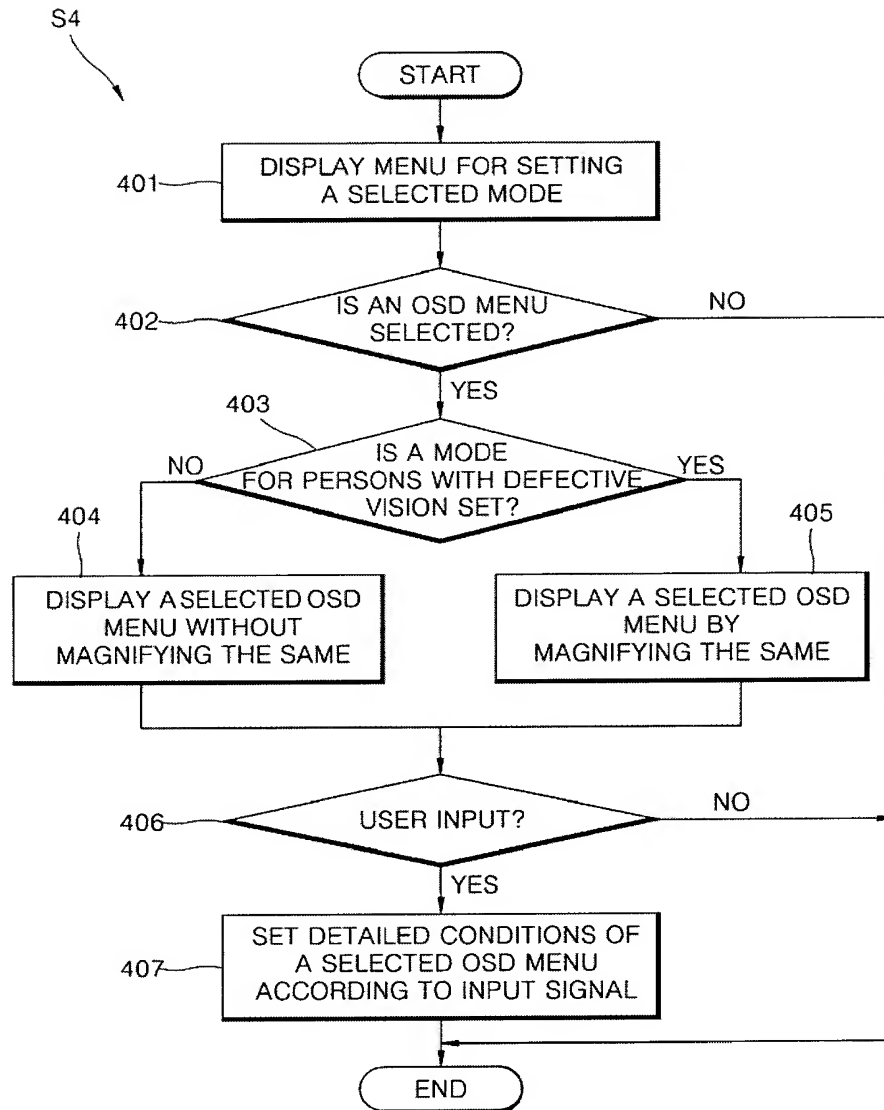 S4
START
401
DISPLAY MENU FOR SETTING
A SELECTED MODE
402
IS AN OSD MENU
SELECTED?
NO
YES
403
IS A MODE
FOR PERSONS WITH DEFECTIVE
VISION SET?
NO
YES
404
405
DISPLAY A SELECTED OSD
MENU WITHOUT
MAGNIFYING THE SAME
DISPLAY A SELECTED OSD
MENU BY
MAGNIFYING THE SAME
406
USER INPUT?
NO
YES
407
SET DETAILED CONDITIONS OF
A SELECTED OSD MENU
ACCORDING TO INPUT SIGNAL
END